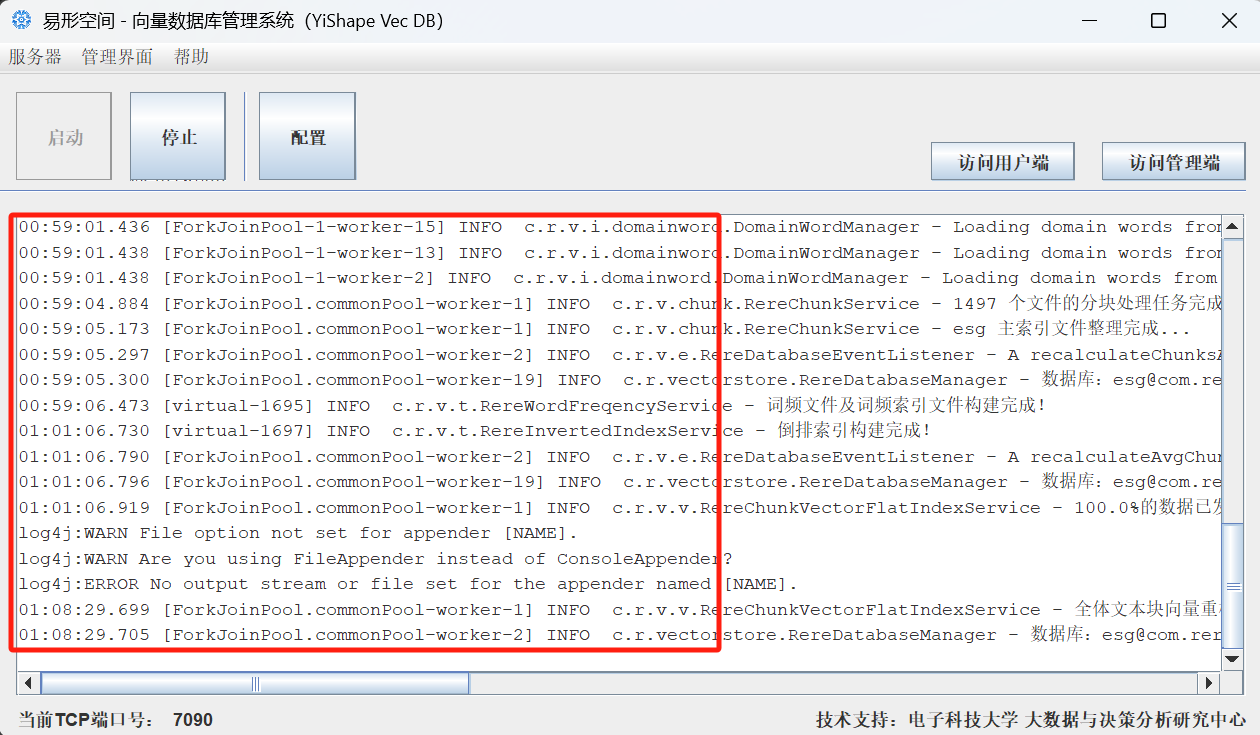 易形空间 - 向量数据库管理系统（YiShape Vec DB）
服务器 管理界面 帮助
启动 停止 配置
访问用户端 访问管理端
00:59:01.436 [ForkJoinPool-1-worker-15] INFO c.r.v.i.domainword.DomainWordManager - Loading domain words from
00:59:01.438 [ForkJoinPool-1-worker-13] INFO c.r.v.i.domainword.DomainWordManager - Loading domain words from
00:59:01.438 [ForkJoinPool-1-worker-2] INFO c.r.v.i.domainword.DomainWordManager - Loading domain words from
00:59:04.884 [ForkJoinPool.commonPool-worker-1] INFO c.r.v.chunk.RereChunkService - 1497 个文件的分块处理任务完成
00:59:05.173 [ForkJoinPool.commonPool-worker-1] INFO c.r.v.chunk.RereChunkService - esg 主索引文件整理完成...
00:59:05.297 [ForkJoinPool.commonPool-worker-2] INFO c.r.v.e.RereDatabaseEventListener - A recalculateChunksA
00:59:05.300 [ForkJoinPool.commonPool-worker-19] INFO c.r.vectorstore.RereDatabaseManager - 数据库：esg@com.re
00:59:06.473 [virtual-1695] INFO c.r.v.t.RereWordFreqencyService - 词频文件及词频索引文件构建完成!
01:01:06.730 [virtual-1697] INFO c.r.v.t.RereInvertedIndexService - 倒排索引构建完成!
01:01:06.790 [ForkJoinPool.commonPool-worker-2] INFO c.r.v.e.RereDatabaseEventListener - A recalculateAvgChun
01:01:06.796 [ForkJoinPool.commonPool-worker-19] INFO c.r.vectorstore.RereDatabaseManager - 数据库：esg@com.re
01:01:06.919 [ForkJoinPool.commonPool-worker-1] INFO c.r.v.v.RereChunkVectorFlatIndexService - 100.0%的数据已发
log4j:WARN File option not set for appender [NAME].
log4j:WARN Are you using FileAppender instead of ConsoleAppender?
log4j:ERROR No output stream or file set for the appender named [NAME].
01:08:29.699 [ForkJoinPool.commonPool-worker-1] INFO c.r.v.v.RereChunkVectorFlatIndexService - 全体文本块向量重
01:08:29.705 [ForkJoinPool.commonPool-worker-2] INFO c.r.vectorstore.RereDatabaseManager - 数据库：esg@com.rer
当前TCP端口号： 7090 技术支持：电子科技大学 大数据与决策分析研究中心